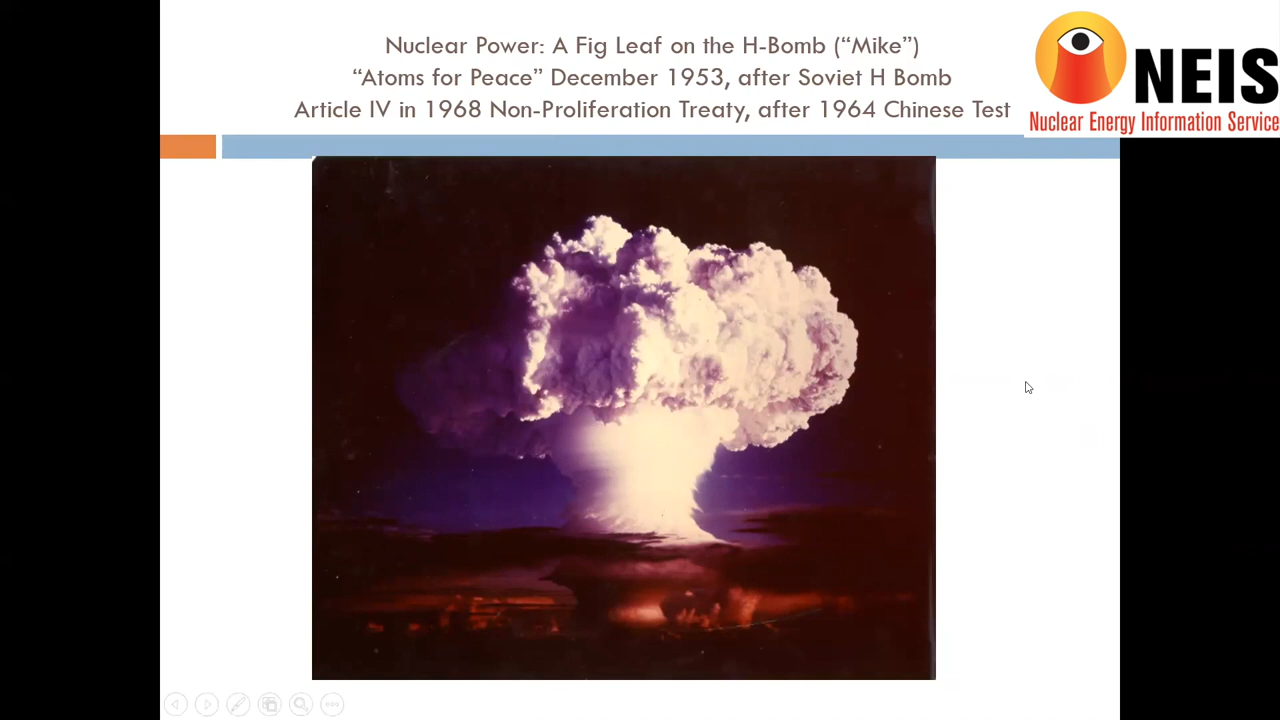 Nuclear Power: A Fig Leaf on the H-Bomb (“Mike”)
“Atoms for Peace” December 1953, after Soviet H Bomb
Article IV in 1968 Non-Proliferation Treaty, after 1964 Chinese Test
NEIS
Nuclear Energy Information Service